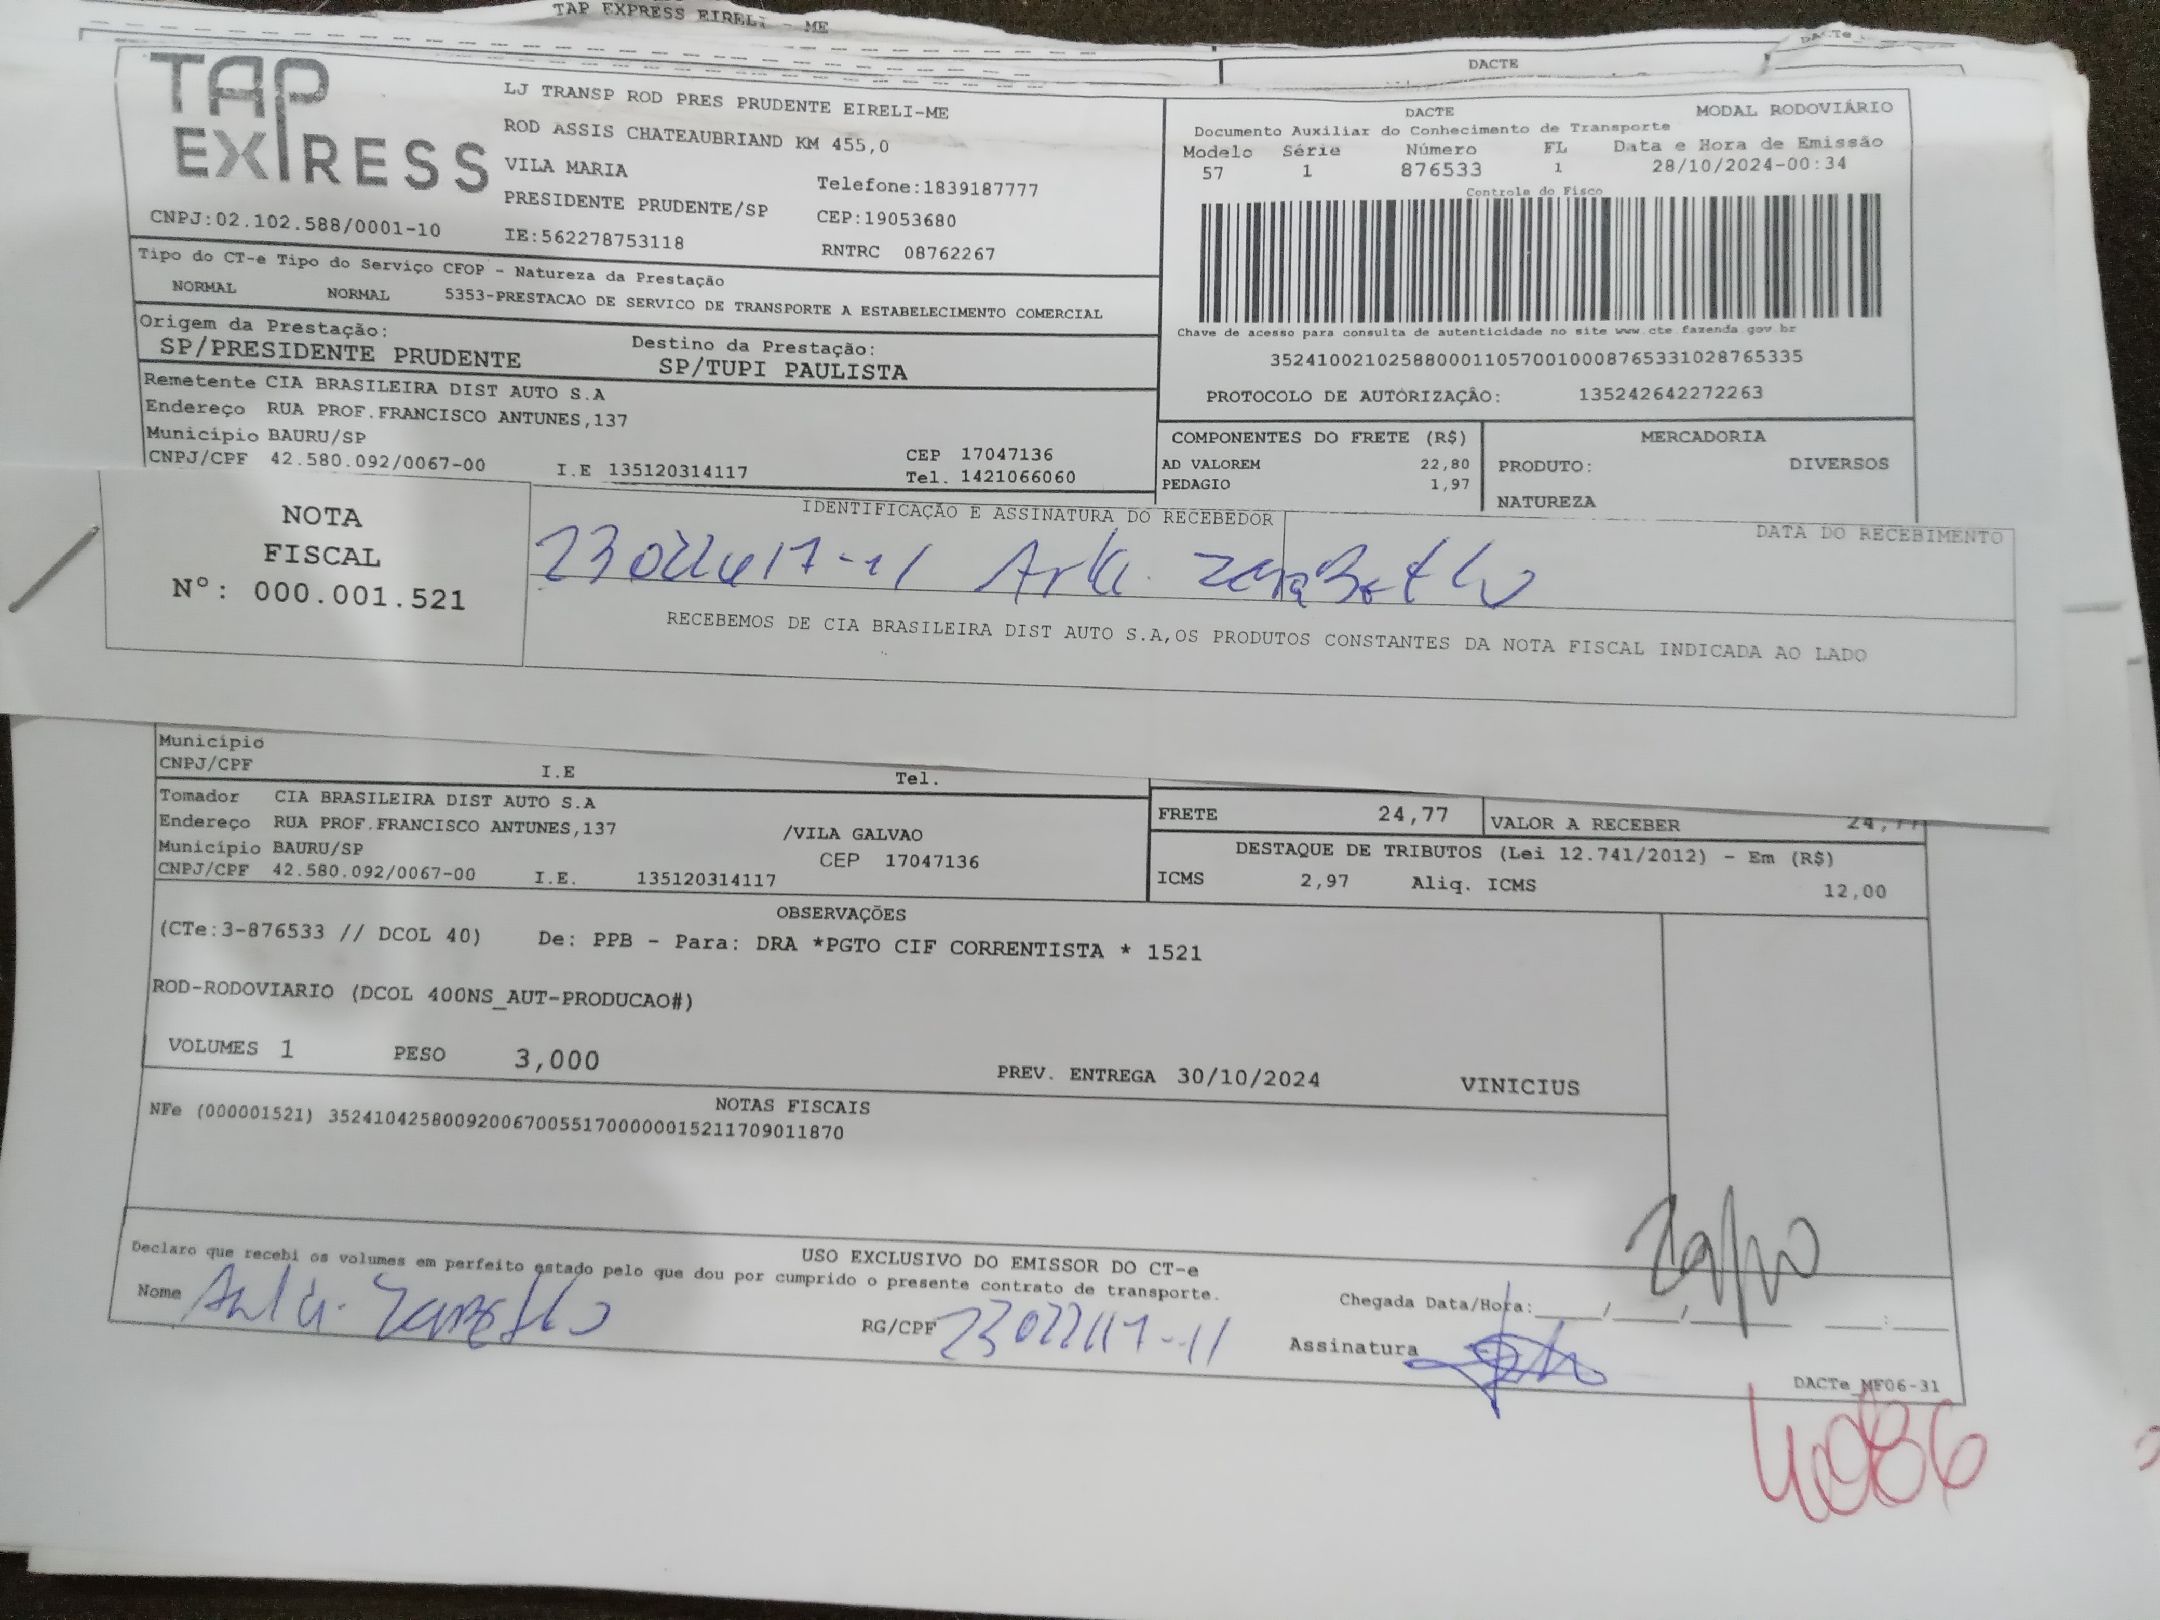 TAP EXPRESS EIRELI - ME
DACTE
TAP EXPRESS
LJ TRANSP ROD PRES PRUDENTE EIRELI-ME
ROD ASSIS CHATEAUBRIAND KM 455,0
VILA MARIA
Telefone:1839187777
PRESIDENTE PRUDENTE/SP
CEP:19053680
CNPJ:02.102.588/0001-10
IE:562278753118
RNTRC 08762267
DACTE MODAL RODOVIÁRIO
Documento Auxiliar do Conhecimento de Transporte
Modelo Série Número FL Data e Hora de Emissão
57 1 876533 1 28/10/2024-00:34
Controle do Fisco
Chave de acesso para consulta de autenticidade no site www.cte.fazenda.gov.br
35241002102588000110570010008765331028765335
PROTOCOLO DE AUTORIZAÇÃO: 135242642272263
Tipo do CT-e Tipo do Serviço CFOP - Natureza da Prestação
NORMAL NORMAL 5353-PRESTACAO DE SERVICO DE TRANSPORTE A ESTABELECIMENTO COMERCIAL
Origem da Prestação: Destino da Prestação:
SP/PRESIDENTE PRUDENTE SP/TUPI PAULISTA
Remetente CIA BRASILEIRA DIST AUTO S.A
Endereço RUA PROF.FRANCISCO ANTUNES,137
Município BAURU/SP CEP 17047136
CNPJ/CPF 42.580.092/0067-00 I.E 135120314117 Tel. 1421066060
COMPONENTES DO FRETE (R$)
AD VALOREM 22,80
PEDAGIO 1,97
MERCADORIA
PRODUTO: DIVERSOS
NATUREZA
NOTA
FISCAL
Nº: 000.001.521
IDENTIFICAÇÃO E ASSINATURA DO RECEBEDOR
DATA DO RECEBIMENTO
RECEBEMOS DE CIA BRASILEIRA DIST AUTO S.A,OS PRODUTOS CONSTANTES DA NOTA FISCAL INDICADA AO LADO
Município
CNPJ/CPF I.E Tel.
Tomador CIA BRASILEIRA DIST AUTO S.A
Endereço RUA PROF.FRANCISCO ANTUNES,137 /VILA GALVAO
Município BAURU/SP CEP 17047136
CNPJ/CPF 42.580.092/0067-00 I.E. 135120314117
FRETE 24,77 VALOR A RECEBER 24,77
DESTAQUE DE TRIBUTOS (Lei 12.741/2012) - Em (R$)
ICMS 2,97 Aliq. ICMS 12,00
OBSERVAÇÕES
(CTe:3-876533 // DCOL 40) De: PPB - Para: DRA *PGTO CIF CORRENTISTA * 1521
ROD-RODOVIARIO (DCOL 400NS_AUT-PRODUCAO#)
VOLUMES 1 PESO 3,000 PREV. ENTREGA 30/10/2024 VINICIUS
NOTAS FISCAIS
NFe (000001521) 35241042580092006700551700000015211709011870
USO EXCLUSIVO DO EMISSOR DO CT-e
Declaro que recebi os volumes em perfeito estado pelo que dou por cumprido o presente contrato de transporte.
Nome RG/CPF
Chegada Data/Hora:____/____/____ ____:____
Assinatura
DACTe_MF06-31